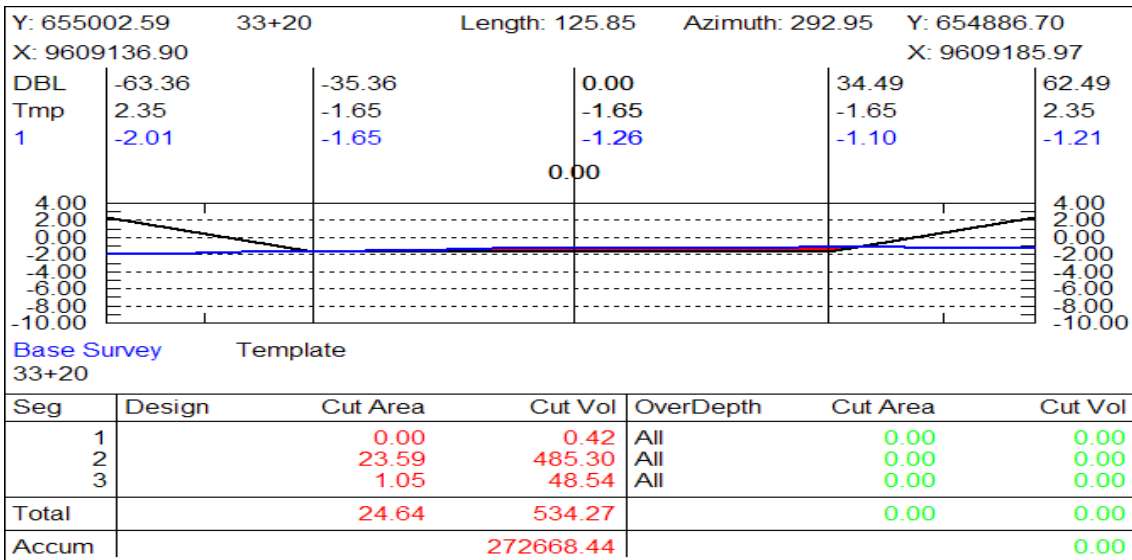 Y: 655002.59 33+20 Length: 125.85 Azimuth: 292.95 Y: 654886.70
X: 9609136.90 X: 9609185.97
DBL -63.36 -35.36 0.00 34.49 62.49
Tmp 2.35 -1.65 -1.65 -1.65 2.35
1 -2.01 -1.65 -1.26 -1.10 -1.21
0.00
4.00 4.00
2.00 2.00
0.00 0.00
-2.00 -2.00
-4.00 -4.00
-6.00 -6.00
-8.00 -8.00
-10.00 -10.00
Base Survey Template
33+20
Seg Design Cut Area Cut Vol OverDepth Cut Area Cut Vol
1 0.00 0.42 All 0.00 0.00
2 23.59 485.30 All 0.00 0.00
3 1.05 48.54 All 0.00 0.00
Total 24.64 534.27 0.00 0.00
Accum 272668.44 0.00